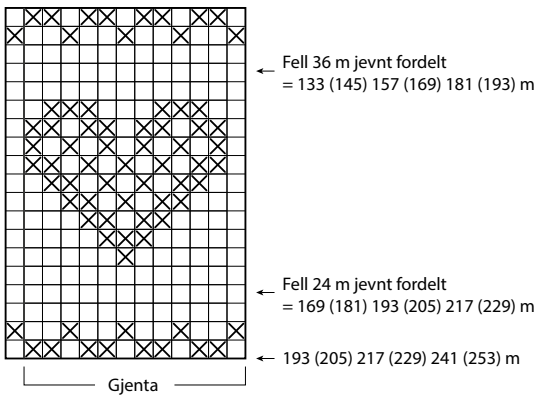 Fell 36 m jevnt fordelt
= 133 (145) 157 (169) 181 (193) m
Fell 24 m jevnt fordelt
= 169 (181) 193 (205) 217 (229) m
193 (205) 217 (229) 241 (253) m
Gjenta